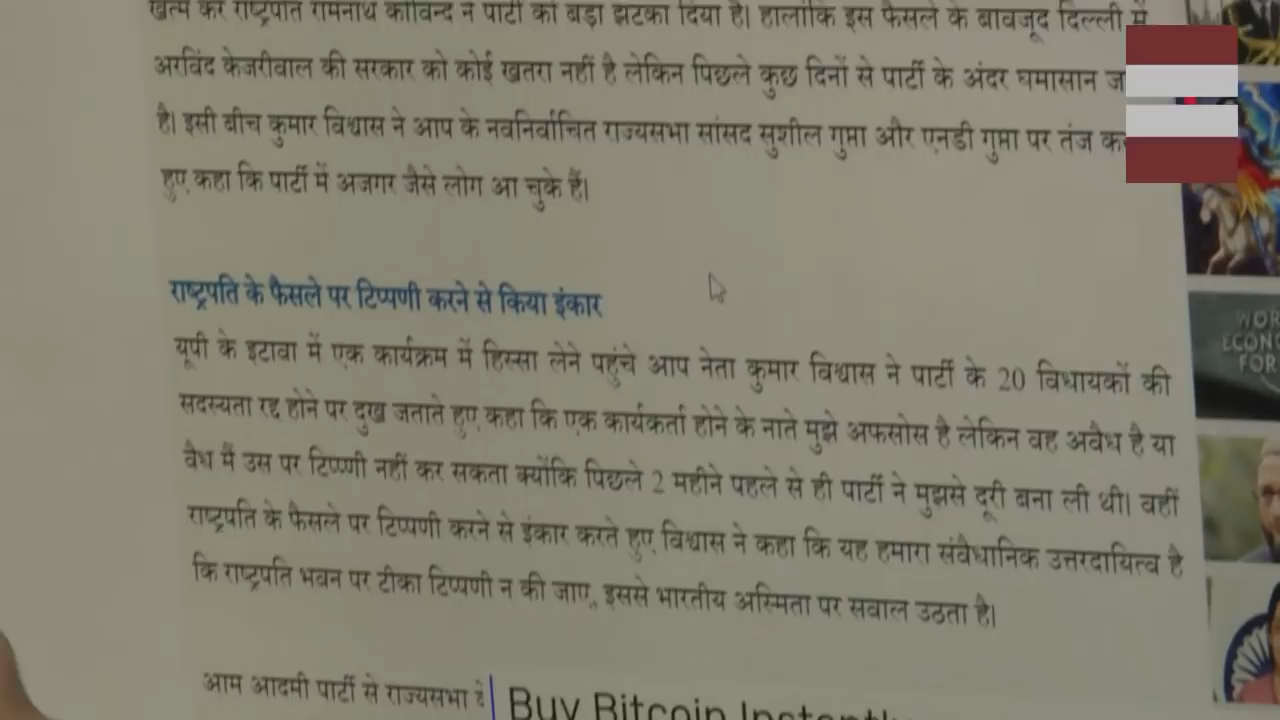 खत्म कर राष्ट्रपति रामनाथ कोविन्द ने पार्टी को बड़ा झटका दिया है। हालांकि इस फैसले के बावजूद दिल्ली में
अरविंद केजरीवाल की सरकार को कोई खतरा नहीं है लेकिन पिछले कुछ दिनों से पार्टी के अंदर घमासान
है। इसी बीच कुमार विश्वास ने आप के नवनिर्वाचित राज्यसभा सांसद सुशील गुप्ता और एनडी गुप्ता पर तंज
हुए कहा कि पार्टी में अजगर जैसे लोग आ चुके हैं।
राष्ट्रपति के फैसले पर टिप्पणी करने से किया इंकार
यूपी के इटावा में एक कार्यक्रम में हिस्सा लेने पहुंचे आप नेता कुमार विश्वास ने पार्टी के 20 विधायकों की
सदस्यता रद्द होने पर दुख जताते हुए कहा कि एक कार्यकर्ता होने के नाते मुझे अफसोस है लेकिन वह अवैध है या
वैध मैं उस पर टिप्पणी नहीं कर सकता क्योंकि पिछले 2 महीने पहले से ही पार्टी ने मुझसे दूरी बना ली थी। वहीं
राष्ट्रपति के फैसले पर टिप्पणी करने से इंकार करते हुए विश्वास ने कहा कि यह हमारा संवैधानिक उत्तरदायित्व है
कि राष्ट्रपति भवन पर टीका टिप्पणी न की जाए, इससे भारतीय अस्मिता पर सवाल उठता है।
आम आदमी पार्टी से राज्यसभा
Buy Bitcoin Instantly
WOR
ECON
FOR